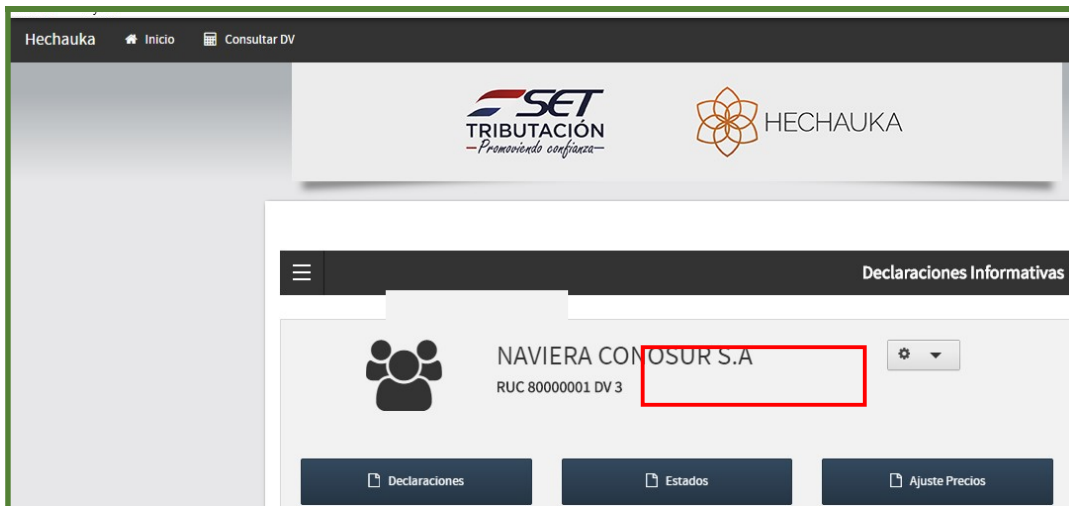 Hechauka Inicio Consultar DV
SET
TRIBUTACIÓN
—Promoviendo confianza—
HECHAUKA
Declaraciones Informativas
NAVIERA CONOSUR S.A
RUC 80000001 DV 3
Declaraciones Estados Ajuste Precios